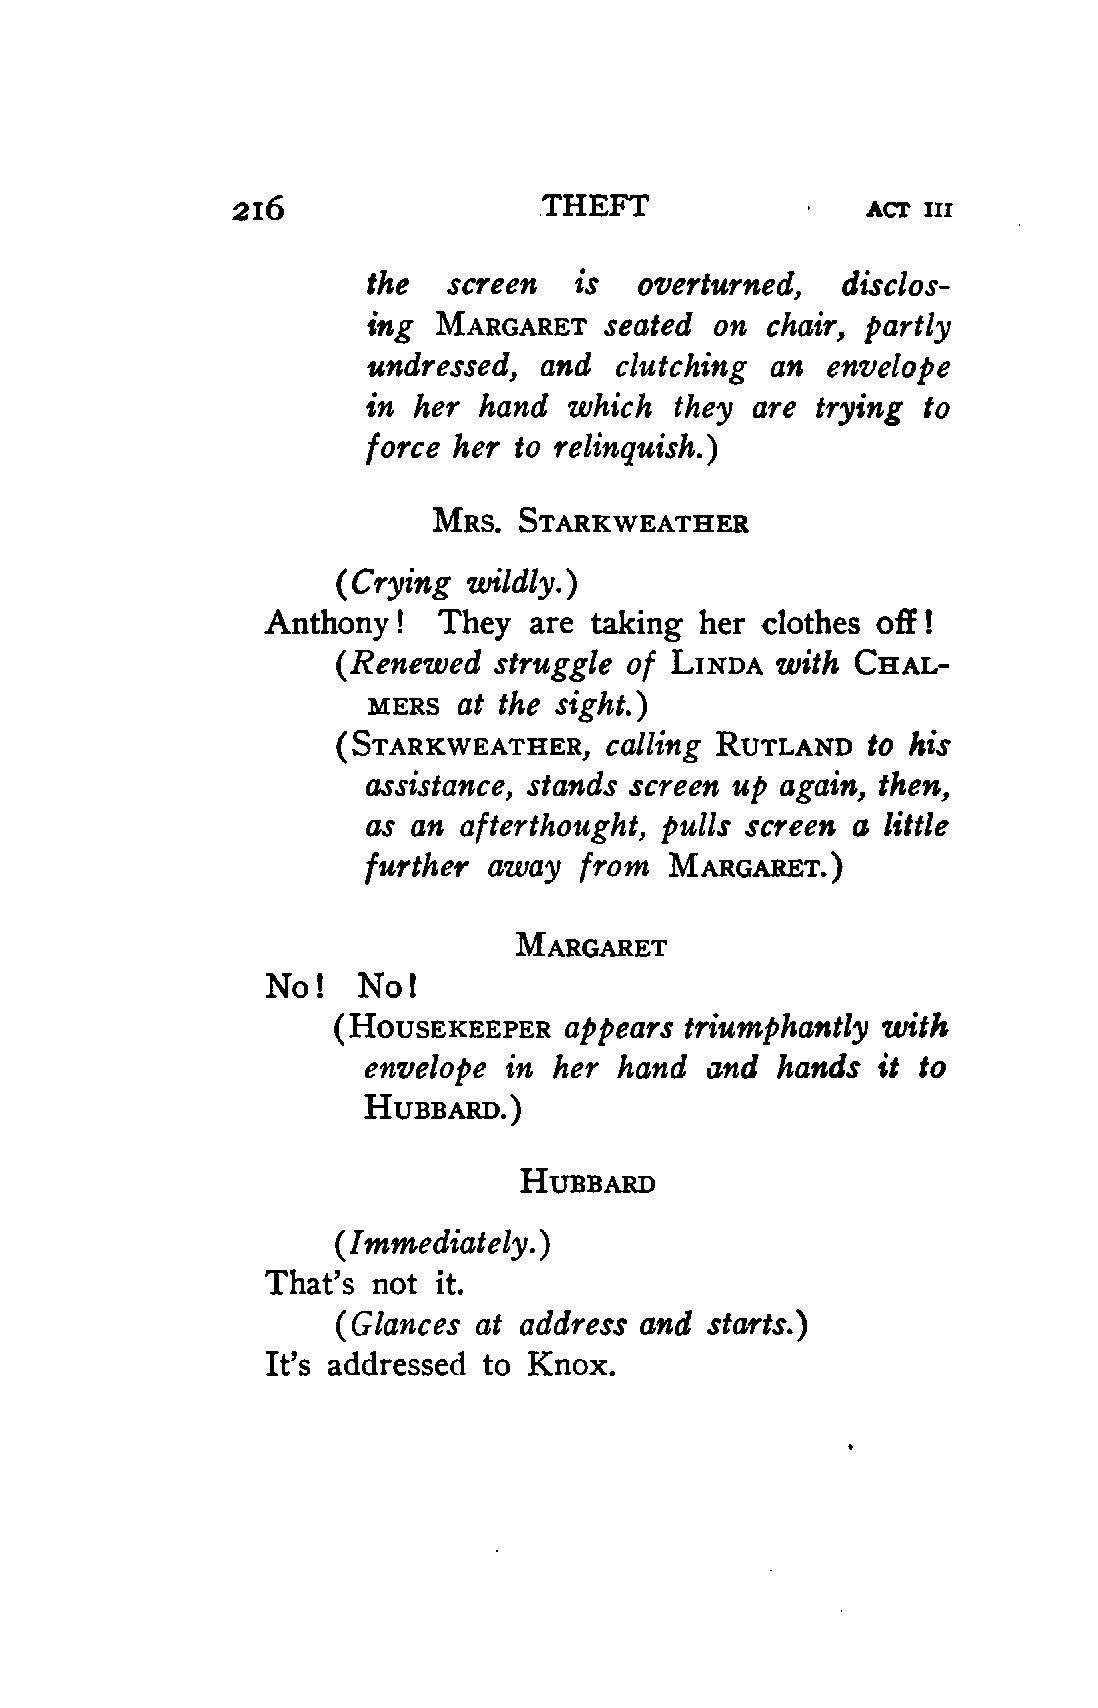 216 THEFT ACT III
the screen is overturned, disclos-
ing MARGARET seated on chair, partly
undressed, and clutching an envelope
in her hand which they are trying to
force her to relinquish.)
MRS. STARKWEATHER
(Crying wildly.)
Anthony! They are taking her clothes off!
(Renewed struggle of LINDA with CHAL-
MERS at the sight.)
(STARKWEATHER, calling RUTLAND to his
assistance, stands screen up again, then,
as an afterthought, pulls screen a little
further away from MARGARET.)
MARGARET
No! No!
(HOUSEKEEPER appears triumphantly with
envelope in her hand and hands it to
HUBBARD.)
HUBBARD
(Immediately.)
That's not it.
(Glances at address and starts.)
It's addressed to Knox.